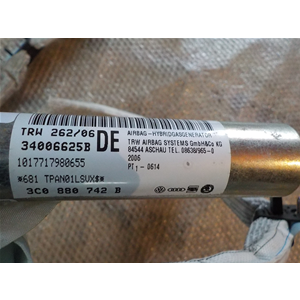 TRW 262/06 DE
34006625B
1017717980655
*681 TPAN01LSUX$*
3C0 880 742 B
AIRBAG-HYBRIDGASGENERATOR
TRW AIRBAG SYSTEMS GmbH&Co KG
84544 ASCHAU TEL. 08638/965-0
2006
PT1 - 0614